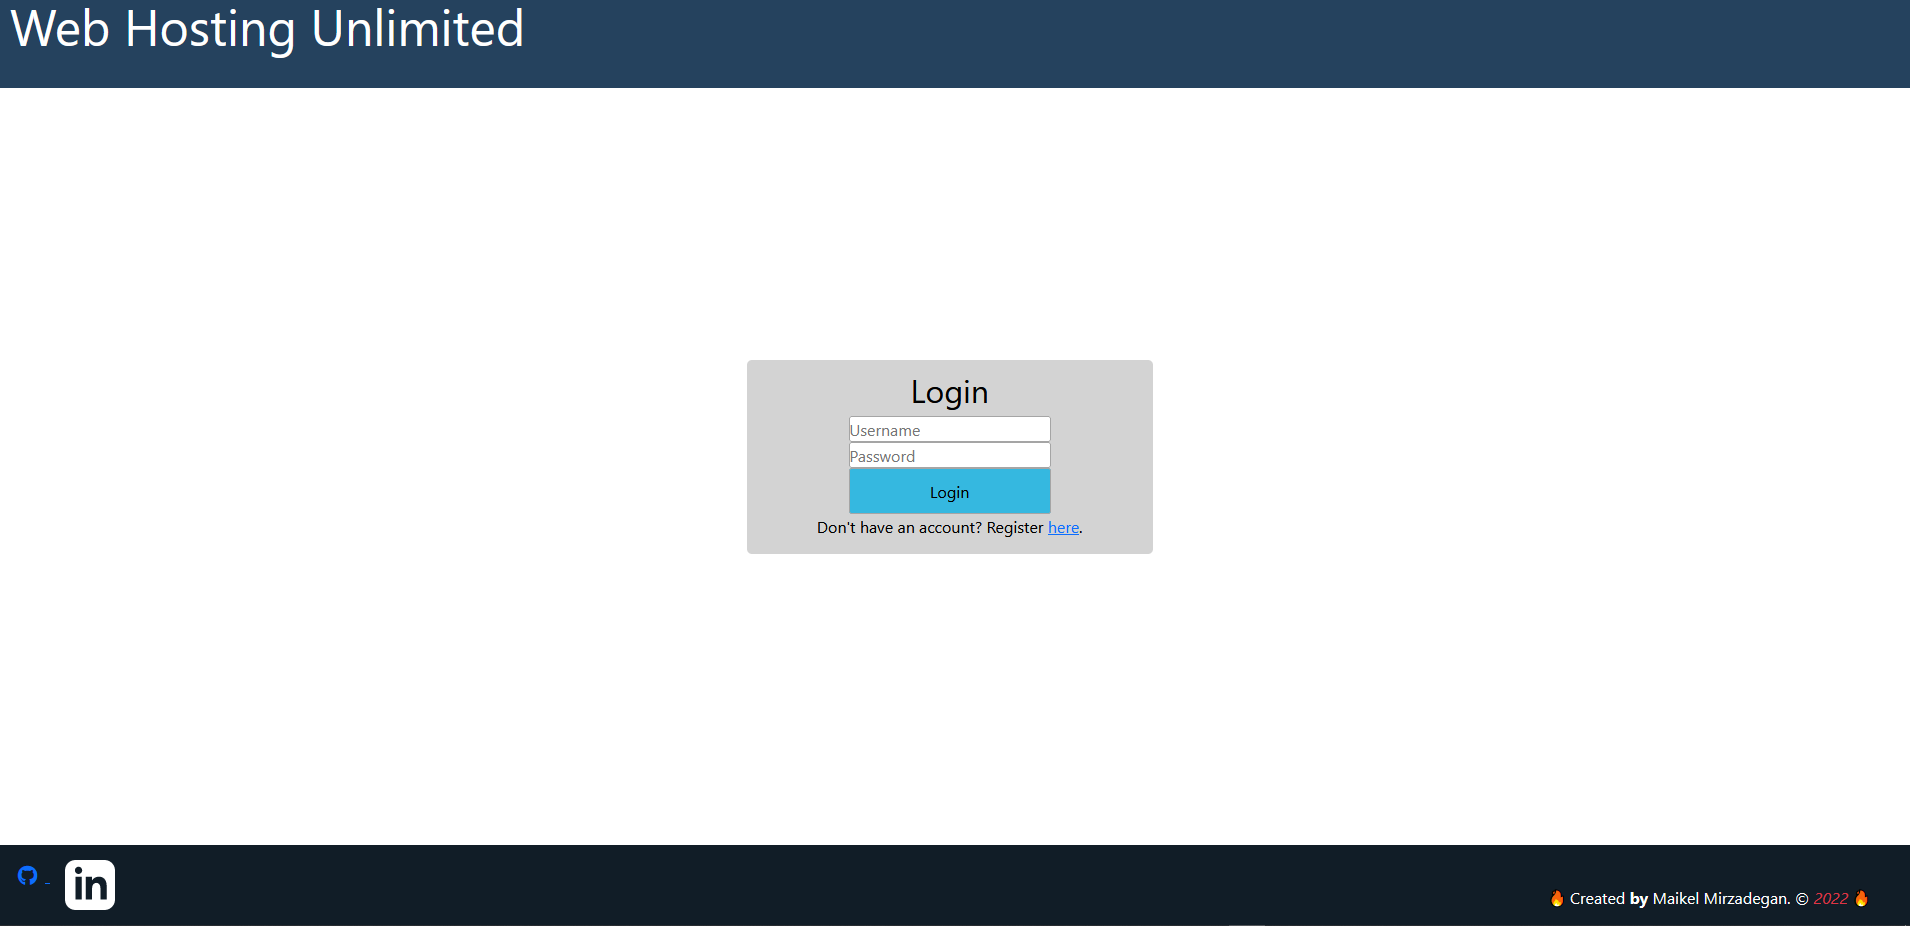 Web Hosting Unlimited
Login
Username
Password
Login
Don't have an account? Register here.
in
🔥 Created by Maikel Mirzadegan. © 2022 🔥